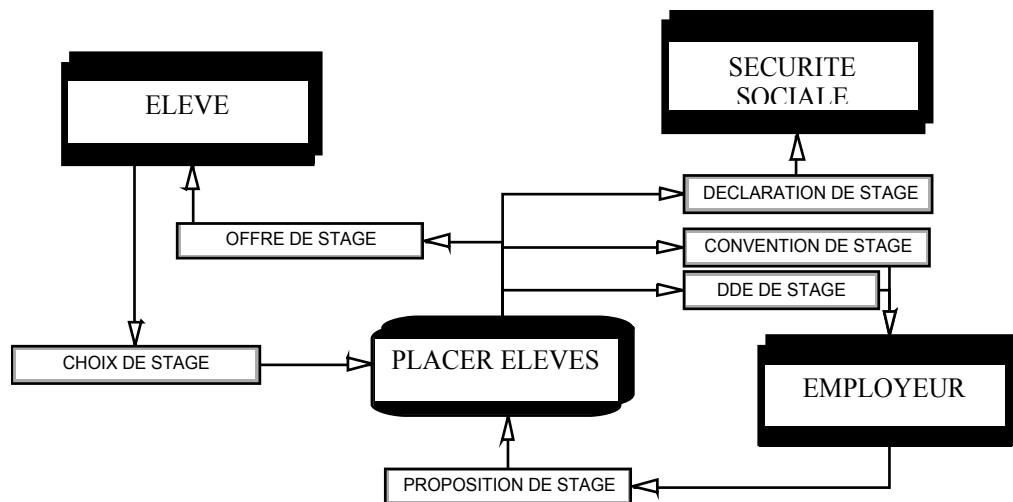 SECURITE
SOCIALE
ELEVE
DECLARATION DE STAGE
OFFRE DE STAGE
CONVENTION DE STAGE
DDE DE STAGE
CHOIX DE STAGE
PLACER ELEVES
EMPLOYEUR
PROPOSITION DE STAGE